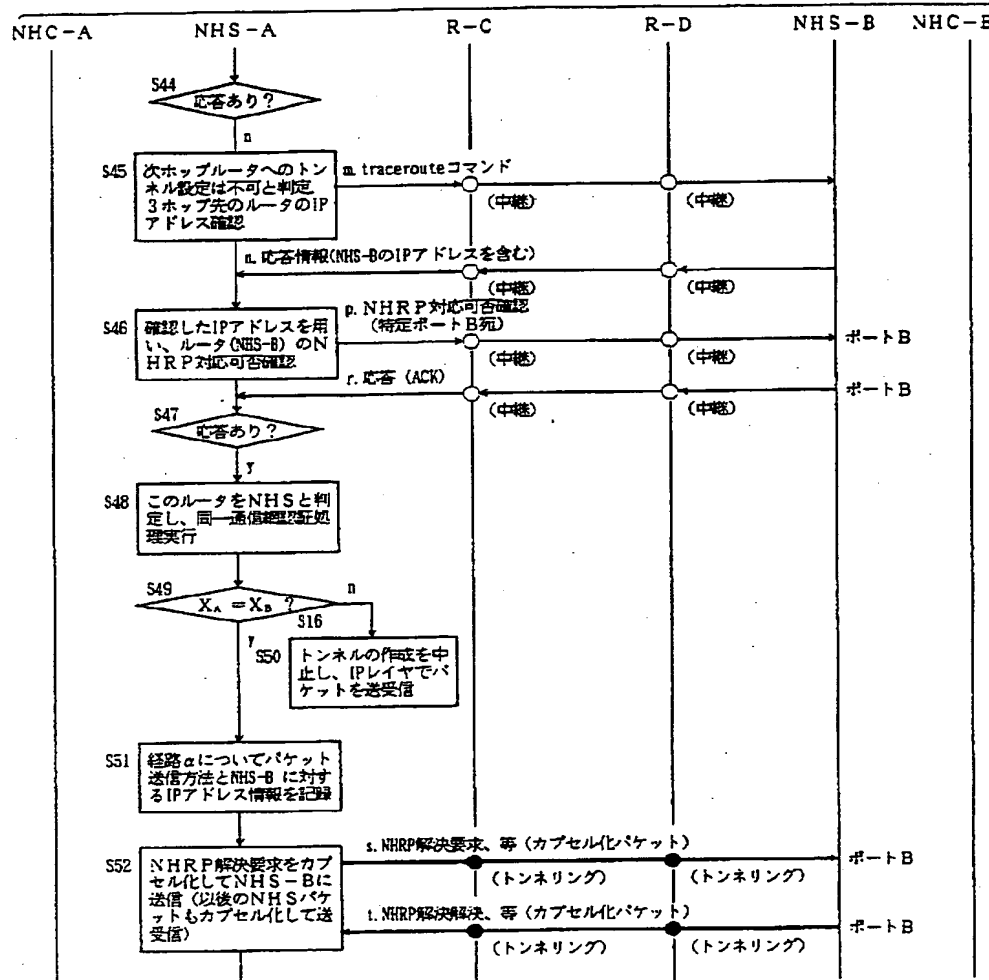 NHC-A
NHS-A
R-C
R-D
NHS-B
NHC-B
S44
応答あり？
n
S45
次ホップルータへのトン
ネル設定は不可と判定
３ホップ先のルータのIP
アドレス確認
m. tracerouteコマンド
(中継)
(中継)
n. 応答情報(NHS-BのIPアドレスを含む)
(中継)
(中継)
S46
確認したIPアドレスを用
い、ルータ(NHS-B) のN
HRP対応可否確認
p. NHRP対応可否確認
(特定ポートB宛)
ポートB
(中継)
(中継)
r. 応答 (ACK)
ポートB
(中継)
(中継)
S47
応答あり？
y
S48
このルータをNHSと判
定し、同一通信網認証処
理実行
S49
XA =XB ?
n
S16
y
S50
トンネルの作成を中
止し、IPレイヤでパ
ケットを送受信
S51
経路αについてパケット
送信方法とNHS-B に対す
るIPアドレス情報を記録
S52
NHRP解決要求をカプ
セル化してNHS-Bに
送信（以後のNHSパケ
ットもカプセル化して送
受信）
s. NHRP解決要求、等（カプセル化パケット）
ポートB
(トンネリング)
(トンネリング)
t. NHRP解決解決、等（カプセル化パケット）
ポートB
(トンネリング)
(トンネリング)